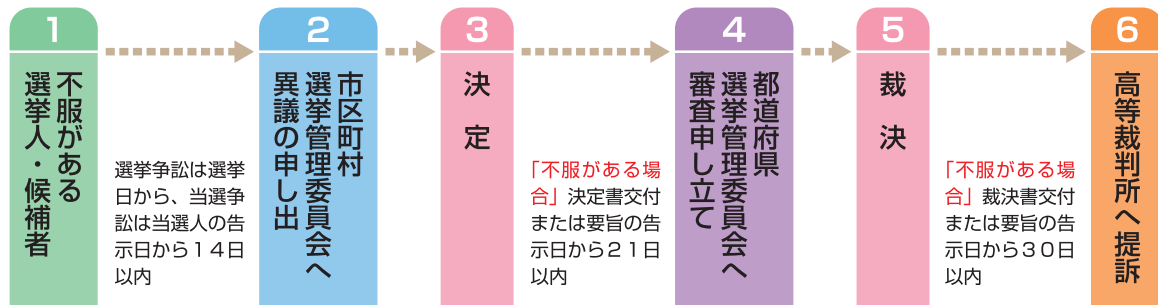 1
不服がある
選挙人・候補者
選挙争訟は選挙
日から、当選争
訟は当選人の告
示日から１４日
以内
2
市区町村
選挙管理委員会へ
異議の申し出
3
決定
「不服がある場
合」決定書交付
または要旨の告
示日から２１日
以内
4
都道府県
選挙管理委員会へ
審査申し立て
5
裁決
「不服がある場
合」裁決書交付
または要旨の告
示日から３０日
以内
6
高等裁判所へ提訴